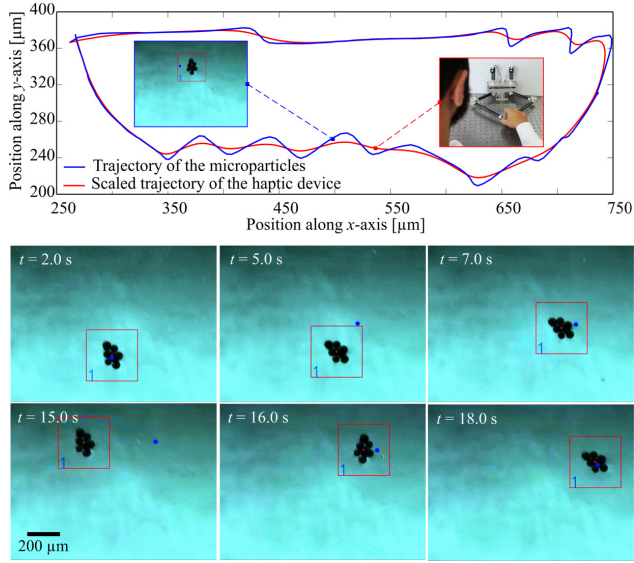 400
360
320
280
240
200
Position along y-axis [µm]
1
Trajectory of the microparticles
Scaled trajectory of the haptic device
250
350
450
550
650
750
Position along x-axis [µm]
t = 2.0 s
1
t = 5.0 s
1
t = 7.0 s
1
t = 15.0 s
1
200 µm
t = 16.0 s
1
t = 18.0 s
1